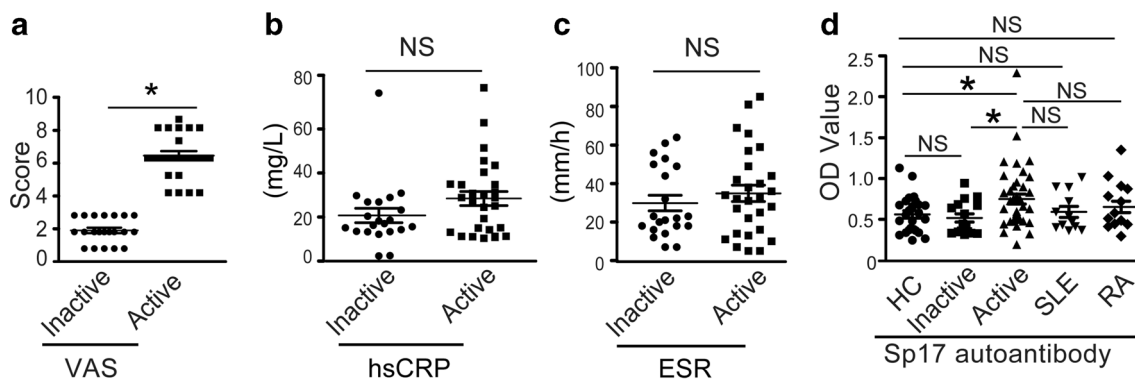 a
Score
10
8
6
4
2
0
*
Inactive
Active
VAS
b
(mg/L)
80
60
40
20
0
NS
Inactive
Active
hsCRP
c
(mm/h)
100
80
60
40
20
0
NS
Inactive
Active
ESR
d
OD Value
2.5
2.0
1.5
1.0
0.5
0
NS
NS
*
NS
* NS
NS
HC
Inactive
Active
SLE
RA
Sp17 autoantibody